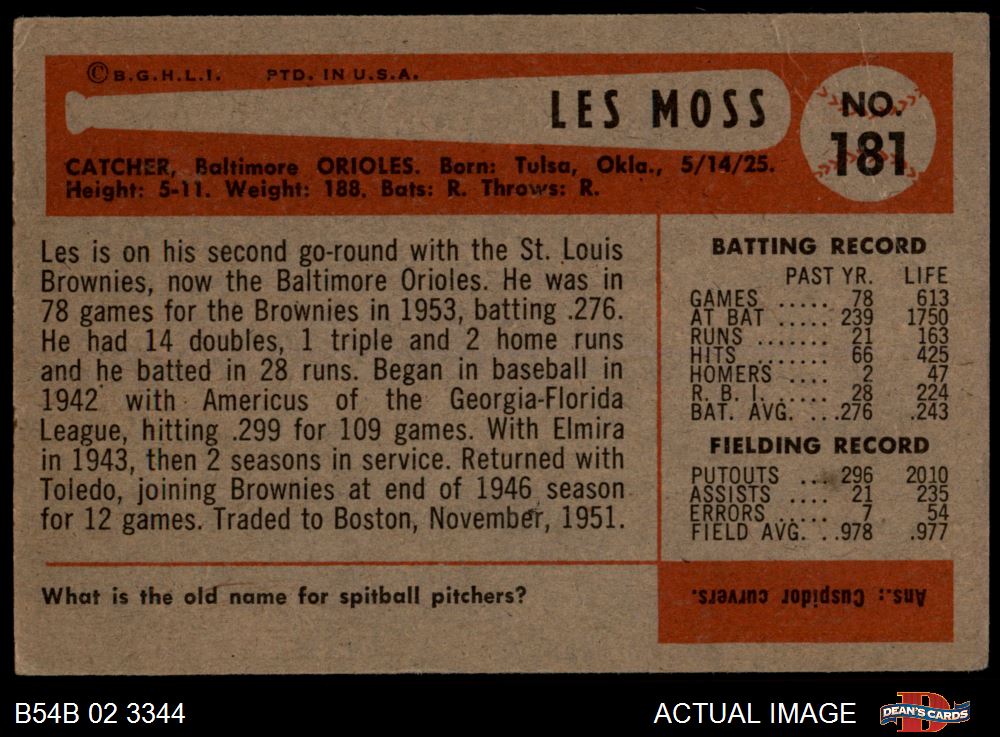 ©B.G.H.L.I. PTD. IN U.S.A.
LES MOSS
NO.
181
CATCHER, Baltimore ORIOLES. Born: Tulsa, Okla., 5/14/25.
Height: 5-11. Weight: 188. Bats: R. Throws: R.
Les is on his second go-round with the St. Louis
Brownies, now the Baltimore Orioles. He was in
78 games for the Brownies in 1953, batting .276.
He had 14 doubles, 1 triple and 2 home runs
and he batted in 28 runs. Began in baseball in
1942 with Americus of the Georgia-Florida
League, hitting .299 for 109 games. With Elmira
in 1943, then 2 seasons in service. Returned with
Toledo, joining Brownies at end of 1946 season
for 12 games. Traded to Boston, November, 1951.
BATTING RECORD
PAST YR. LIFE
GAMES ..... 78 613
AT BAT ..... 239 1750
RUNS ....... 21 163
HITS ....... 66 425
HOMERS .... 2 47
R. B. I. ...... 28 224
BAT. AVG. ...276 .243
FIELDING RECORD
PUTOUTS ... 296 2010
ASSISTS .... 21 235
ERRORS ..... 7 54
FIELD AVG. ..978 .977
What is the old name for spitball pitchers?
Ans.: Cuspidor curvers.
B54B 02 3344
ACTUAL IMAGE
DEAN'S CARDS